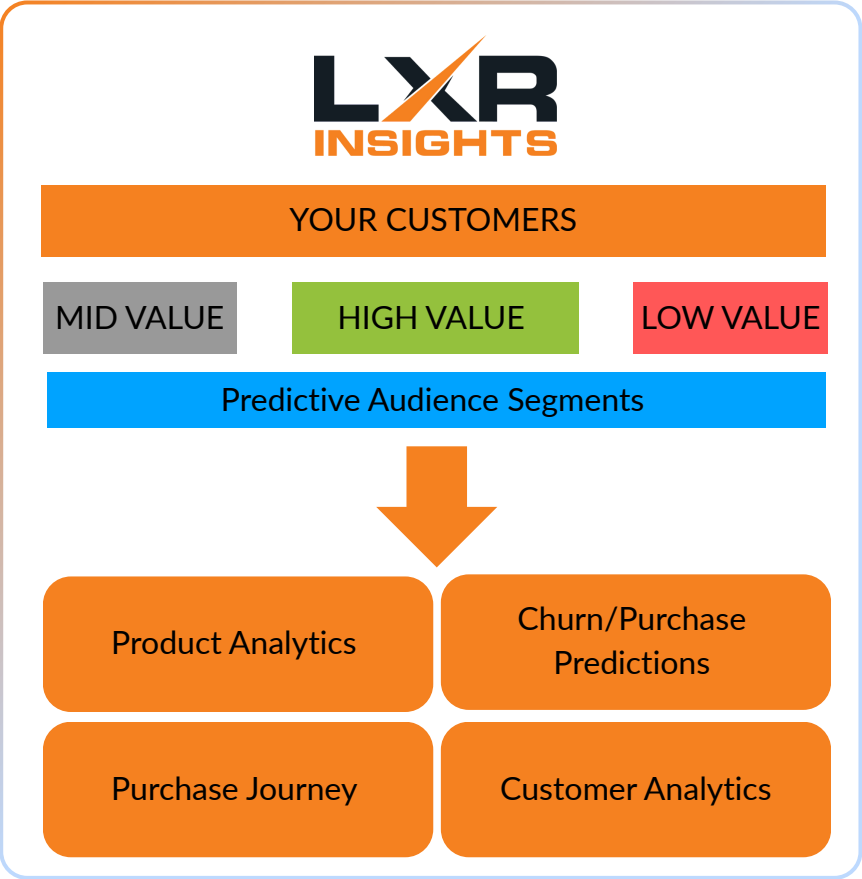 LXR
INSIGHTS
YOUR CUSTOMERS
MID VALUE
HIGH VALUE
LOW VALUE
Predictive Audience Segments
Product Analytics
Churn/Purchase
Predictions
Purchase Journey
Customer Analytics